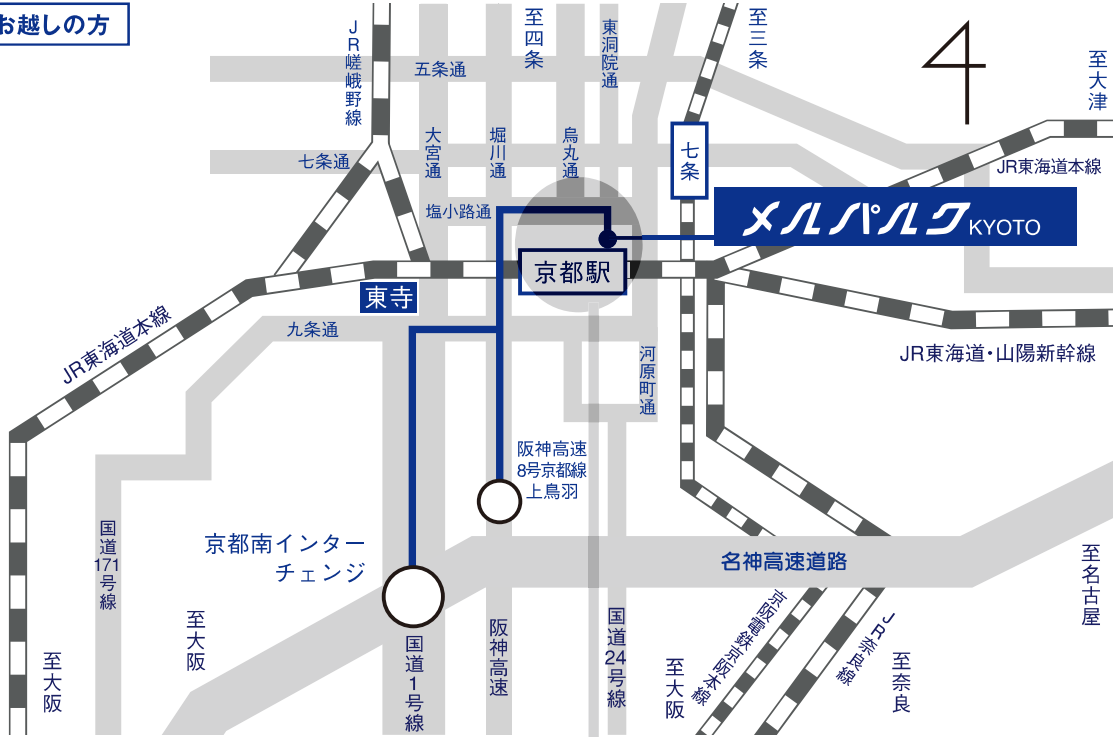 お越しの方
JR嵯峨野線
五条通
至四条
東洞院通
至三条
至大津
七条通
大宮通
堀川通
烏丸通
七条
JR東海道本線
塩小路通
メルパルクKYOTO
京都駅
東寺
九条通
JR東海道本線
河原町通
JR東海道・山陽新幹線
阪神高速
8号京都線
上鳥羽
国道171号線
京都南インター
チェンジ
名神高速道路
至名古屋
至大阪
至大阪
国道1号線
阪神高速
国道24号線
至大阪
京阪電鉄京阪本線
JR奈良線
至奈良